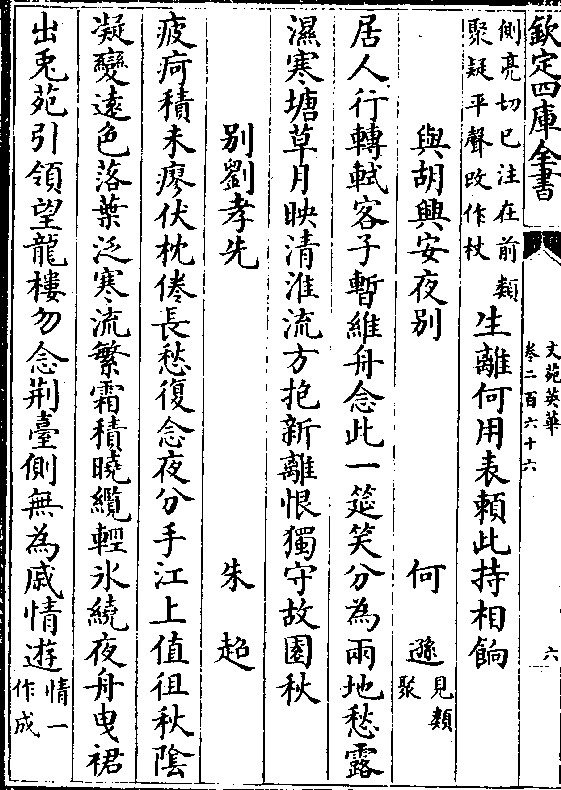 欽定四庫全書
文苑英華
卷二百六十六
六
側亮切已注在前類
聚疑平聲改作杖
生離何用表賴此持相餉
與胡興安夜别
何遜
見類
聚
居人行轉軾客子暫維舟念此一筵笑分為兩地愁露
濕寒塘草月映清淮流方抱新離恨獨守故園秋
别劉孝先
朱超
疲疴積未瘳伏枕倦長愁復念夜分手江上值徂秋陰
凝變遠色落葉泛寒流繁霜積曉纜輕氷繞夜舟曳裾
出兎苑引領望龍樓勿念荆臺側無為戚情遊
情一
作成